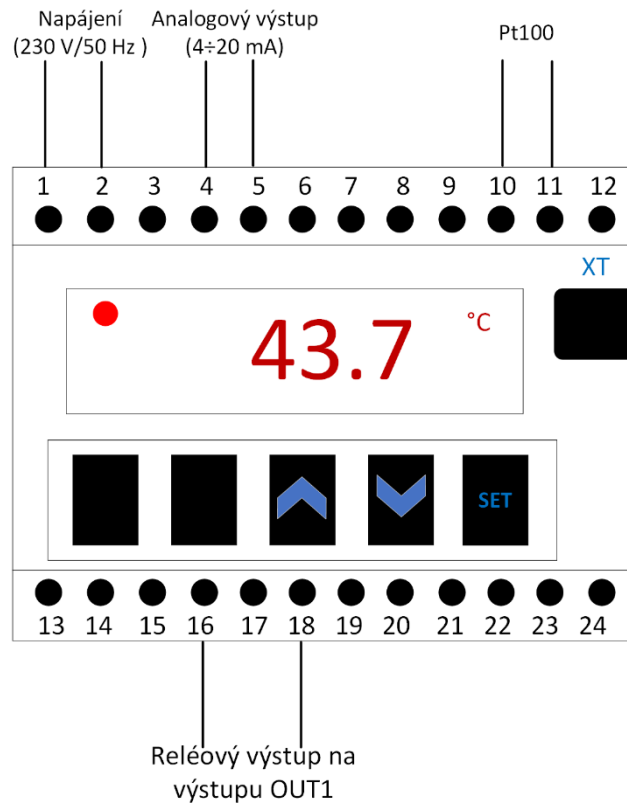 Napájení
(230 V/50 Hz )
Analogový výstup
(4÷20 mA)
Pt100
1 2 3 4 5 6 7 8 9 10 11 12
XT
43.7 °C
SET
13 14 15 16 17 18 19 20 21 22 23 24
Reléový výstup na
výstupu OUT1